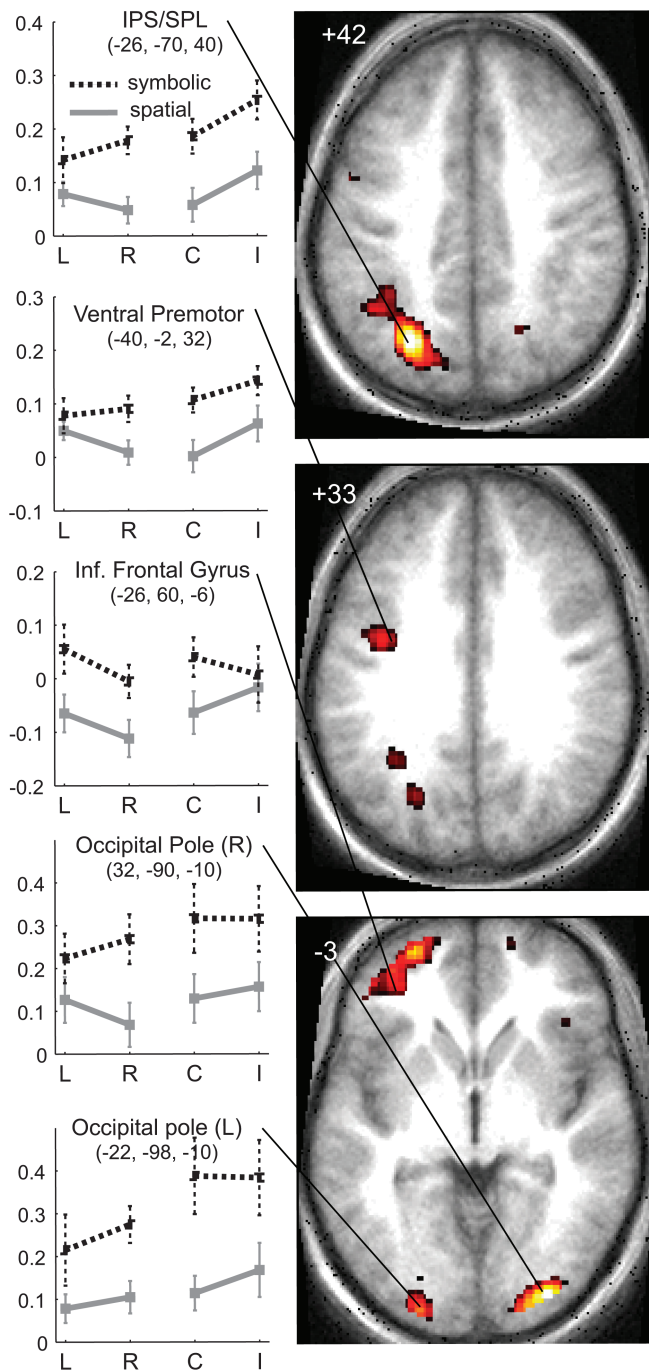 IPS/SPL
(-26, -70, 40)
symbolic
spatial
0.4
0.3
0.2
0.1
0
L R C I
+42
Ventral Premotor
(-40, -2, 32)
0.3
0.2
0.1
0
-0.1
L R C I
+33
Inf. Frontal Gyrus
(-26, 60, -6)
0.2
0.1
0
-0.1
-0.2
L R C I
Occipital Pole (R)
(32, -90, -10)
0.4
0.3
0.2
0.1
0
L R C I
-3
Occipital pole (L)
(-22, -98, -10)
0.4
0.3
0.2
0.1
0
L R C I